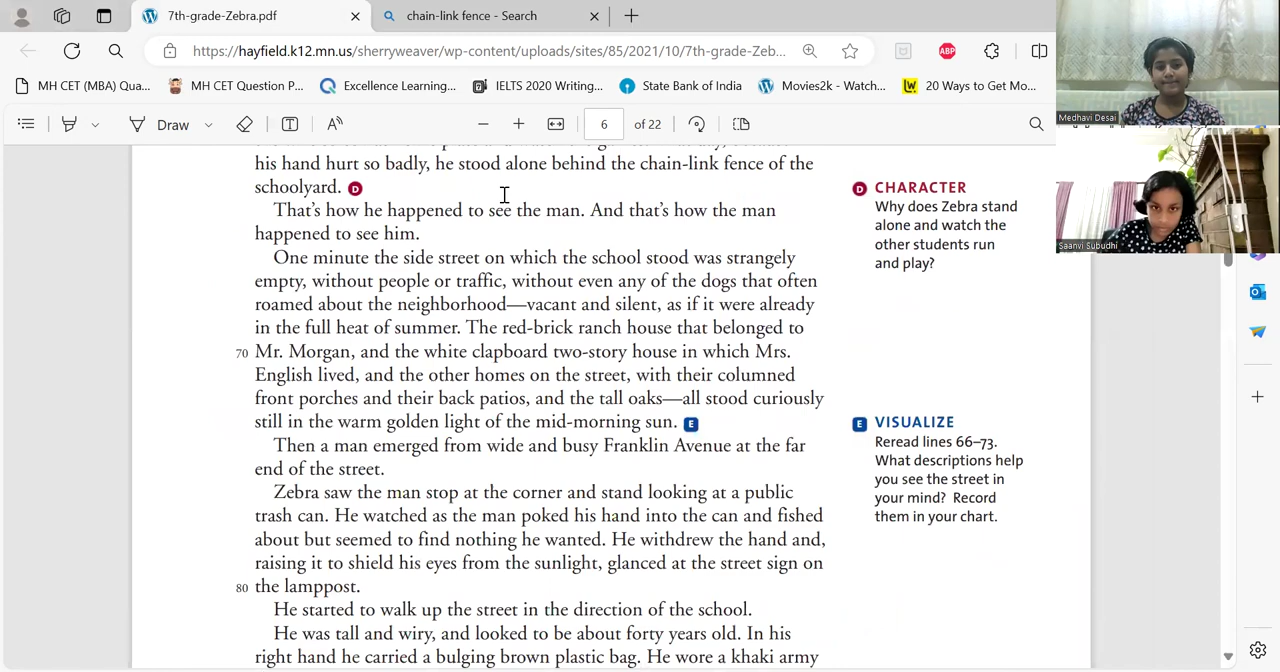 7th-grade-Zebra.pdf
chain-link fence - Search
https://hayfield.k12.mn.us/sherryweaver/wp-content/uploads/sites/85/2021/10/7th-grade-Zeb...
ABP
MH CET (MBA) Qua...
MH CET Question P...
Excellence Learning...
IELTS 2020 Writing...
State Bank of India
Movies2k - Watch...
20 Ways to Get Mo...
Draw
6 of 22
Medhavi Desai
Saanvi Subudhi
his hand hurt so badly, he stood alone behind the chain-link fence of the
schoolyard. D
That's how he happened to see the man. And that's how the man
happened to see him.
One minute the side street on which the school stood was strangely
empty, without people or traffic, without even any of the dogs that often
roamed about the neighborhood—vacant and silent, as if it were already
in the full heat of summer. The red-brick ranch house that belonged to
70 Mr. Morgan, and the white clapboard two-story house in which Mrs.
English lived, and the other homes on the street, with their columned
front porches and their back patios, and the tall oaks—all stood curiously
still in the warm golden light of the mid-morning sun. E
Then a man emerged from wide and busy Franklin Avenue at the far
end of the street.
Zebra saw the man stop at the corner and stand looking at a public
trash can. He watched as the man poked his hand into the can and fished
about but seemed to find nothing he wanted. He withdrew the hand and,
raising it to shield his eyes from the sunlight, glanced at the street sign on
80 the lamppost.
He started to walk up the street in the direction of the school.
He was tall and wiry, and looked to be about forty years old. In his
right hand he carried a bulging brown plastic bag. He wore a khaki army
D CHARACTER
Why does Zebra stand
alone and watch the
other students run
and play?
E VISUALIZE
Reread lines 66–73.
What descriptions help
you see the street in
your mind? Record
them in your chart.